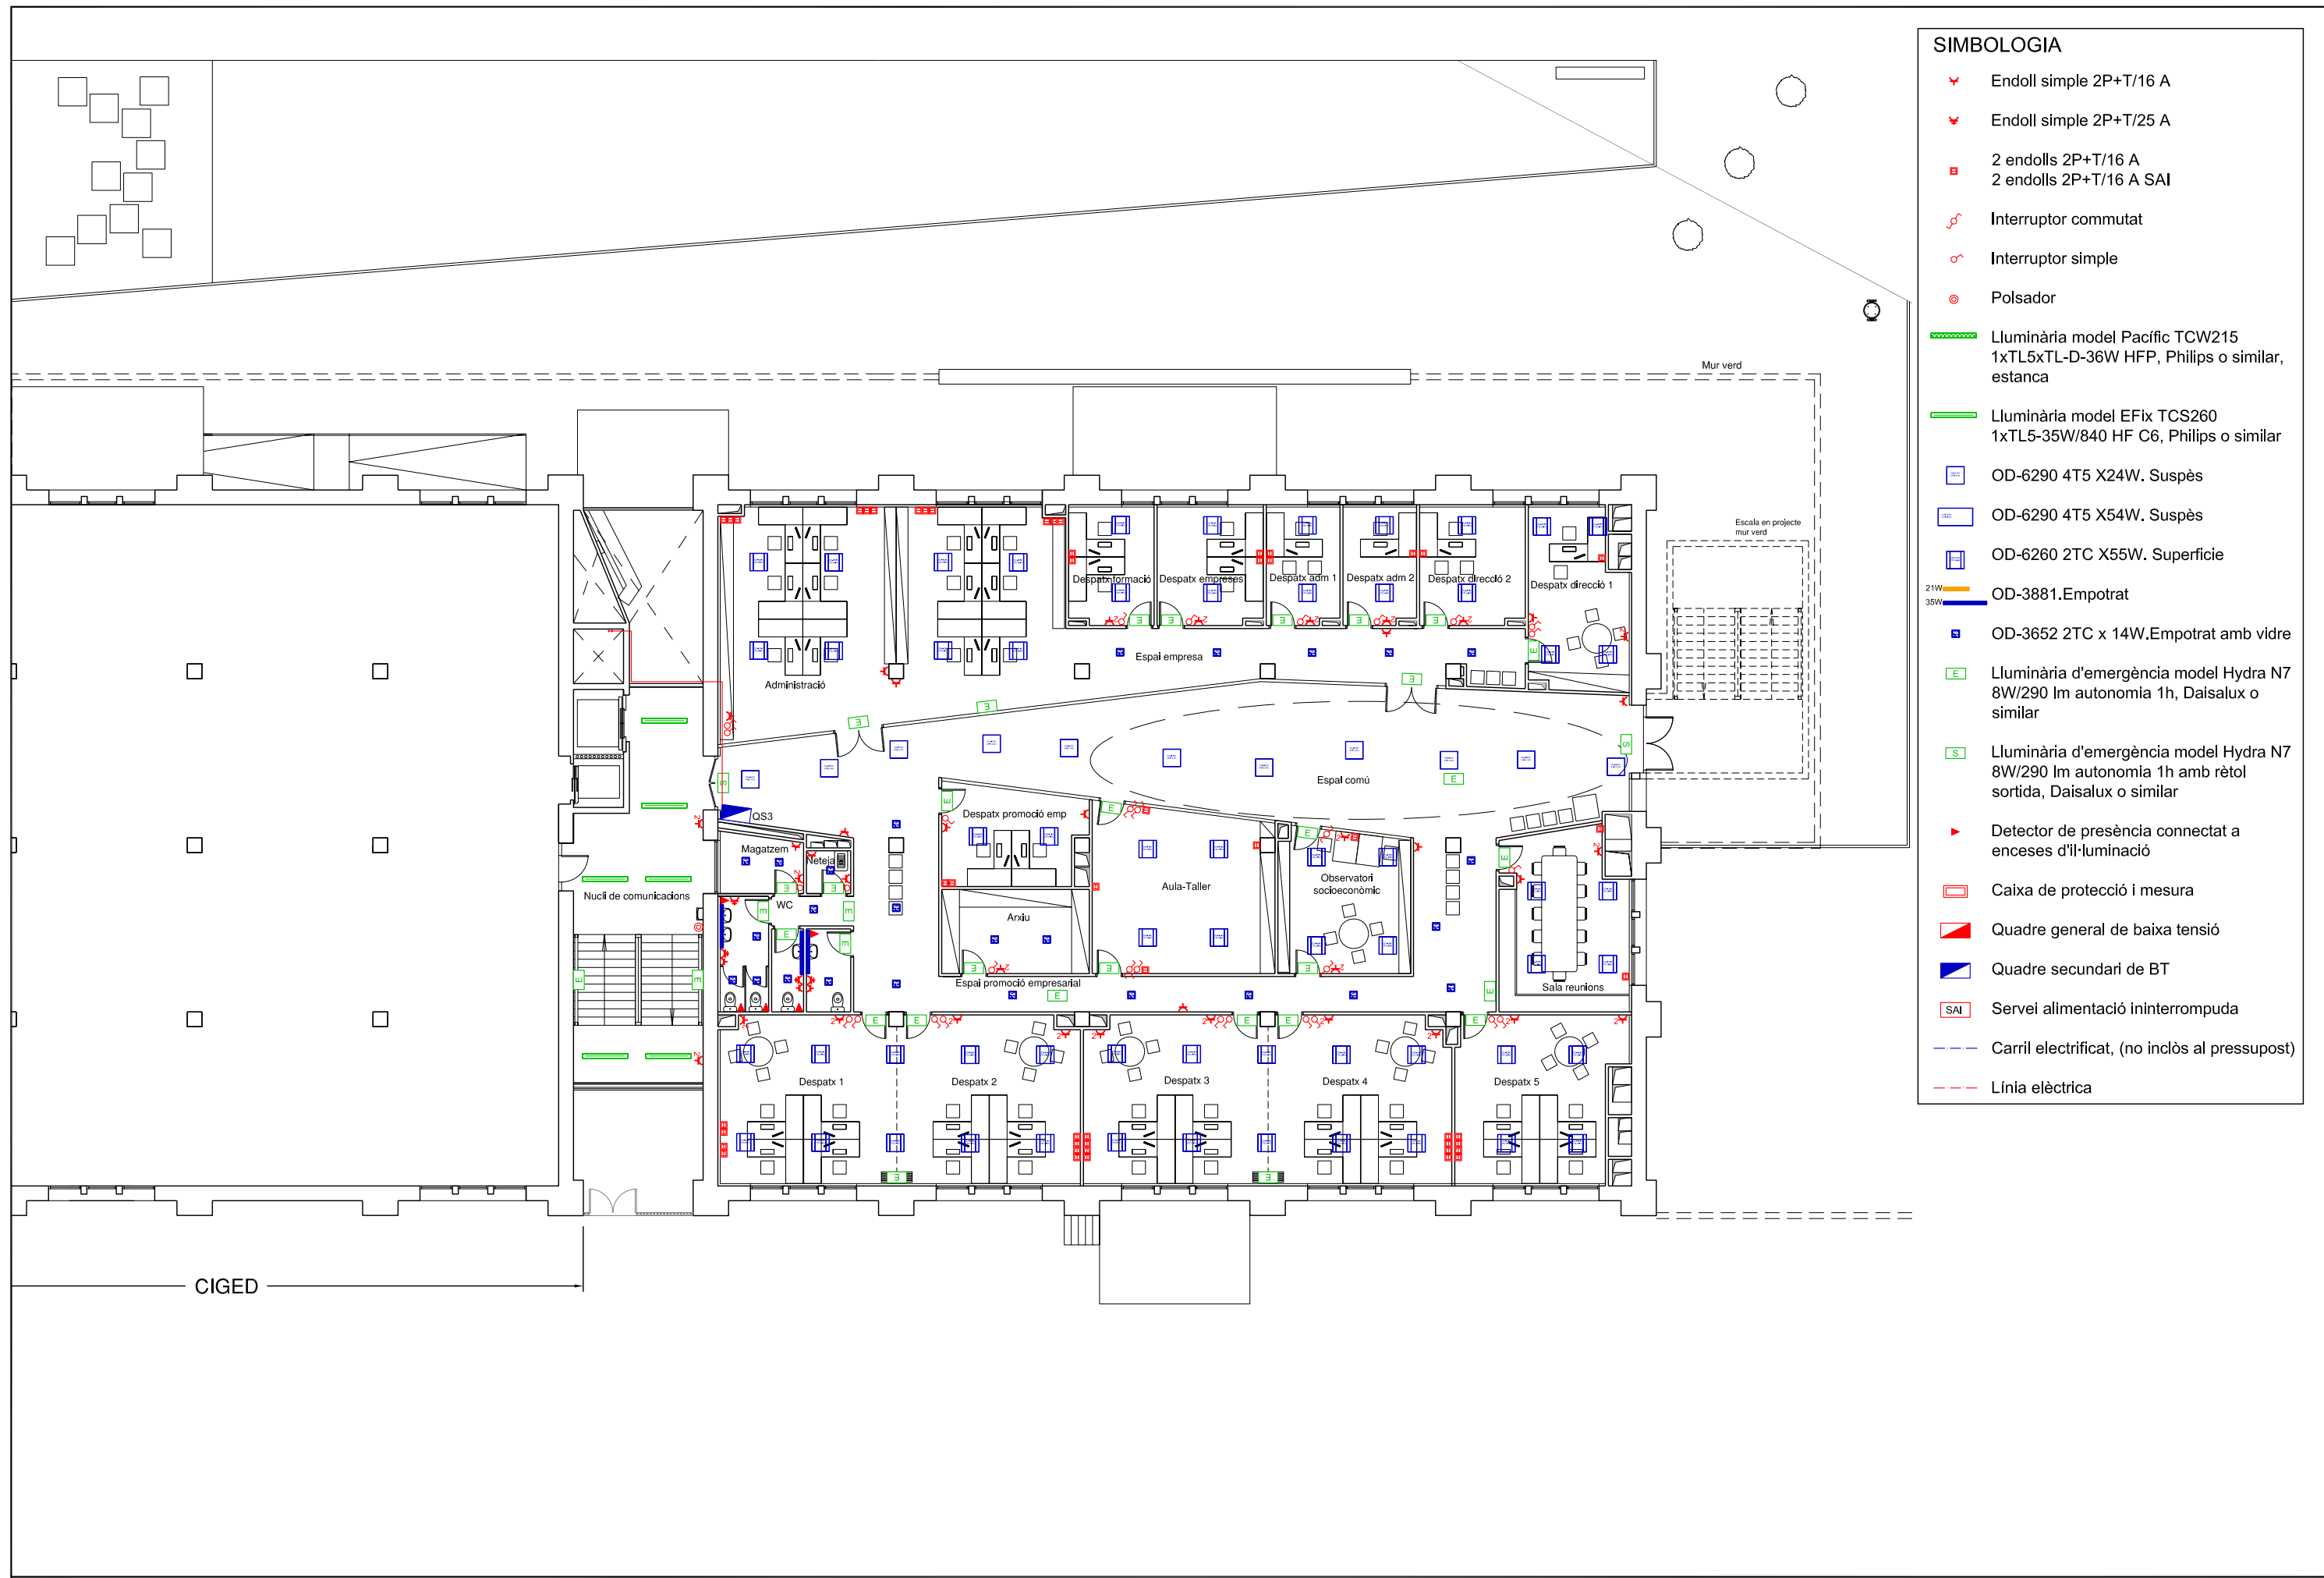 SIMBOLOGIA
Endoll simple 2P+T/16 A
Endoll simple 2P+T/25 A
2 endolls 2P+T/16 A
2 endolls 2P+T/16 A SAI
Interruptor commutat
Interruptor simple
Polsador
Lluminària model Pacífic TCW215
1xTL5xTL-D-36W HFP, Philips o similar,
estanca
Lluminària model EFix TCS260
1xTL5-35W/840 HF C6, Philips o similar
OD-6290 4T5 X24W. Suspès
OD-6290 4T5 X54W. Suspès
OD-6260 2TC X55W. Superficie
21W
35W
OD-3881.Empotrat
OD-3652 2TC x 14W.Empotrat amb vidre
E
Lluminària d'emergència model Hydra N7
8W/290 lm autonomia 1h, Daisalux o
similar
S
Lluminària d'emergència model Hydra N7
8W/290 lm autonomia 1h amb rètol
sortida, Daisalux o similar
Detector de presència connectat a
enceses d'il·luminació
Caixa de protecció i mesura
Quadre general de baixa tensió
Quadre secundari de BT
SAI
Servei alimentació ininterrompuda
Carril electrificat, (no inclòs al pressupost)
Línia elèctrica
Mur verd
Escala en projecte
mur verd
Despatx formació
Despatx empreses
Despatx adm 1
Despatx adm 2
Despatx direcció 2
Despatx direcció 1
Espai empresa
Administració
Espai comú
QS3
Despatx promoció emp
Magatzem
Neteja
Aula-Taller
Observatori
socioeconòmic
Nucli de comunicacions
WC
Arxiu
Espai promoció empresarial
Sala reunions
Despatx 1
Despatx 2
Despatx 3
Despatx 4
Despatx 5
CIGED